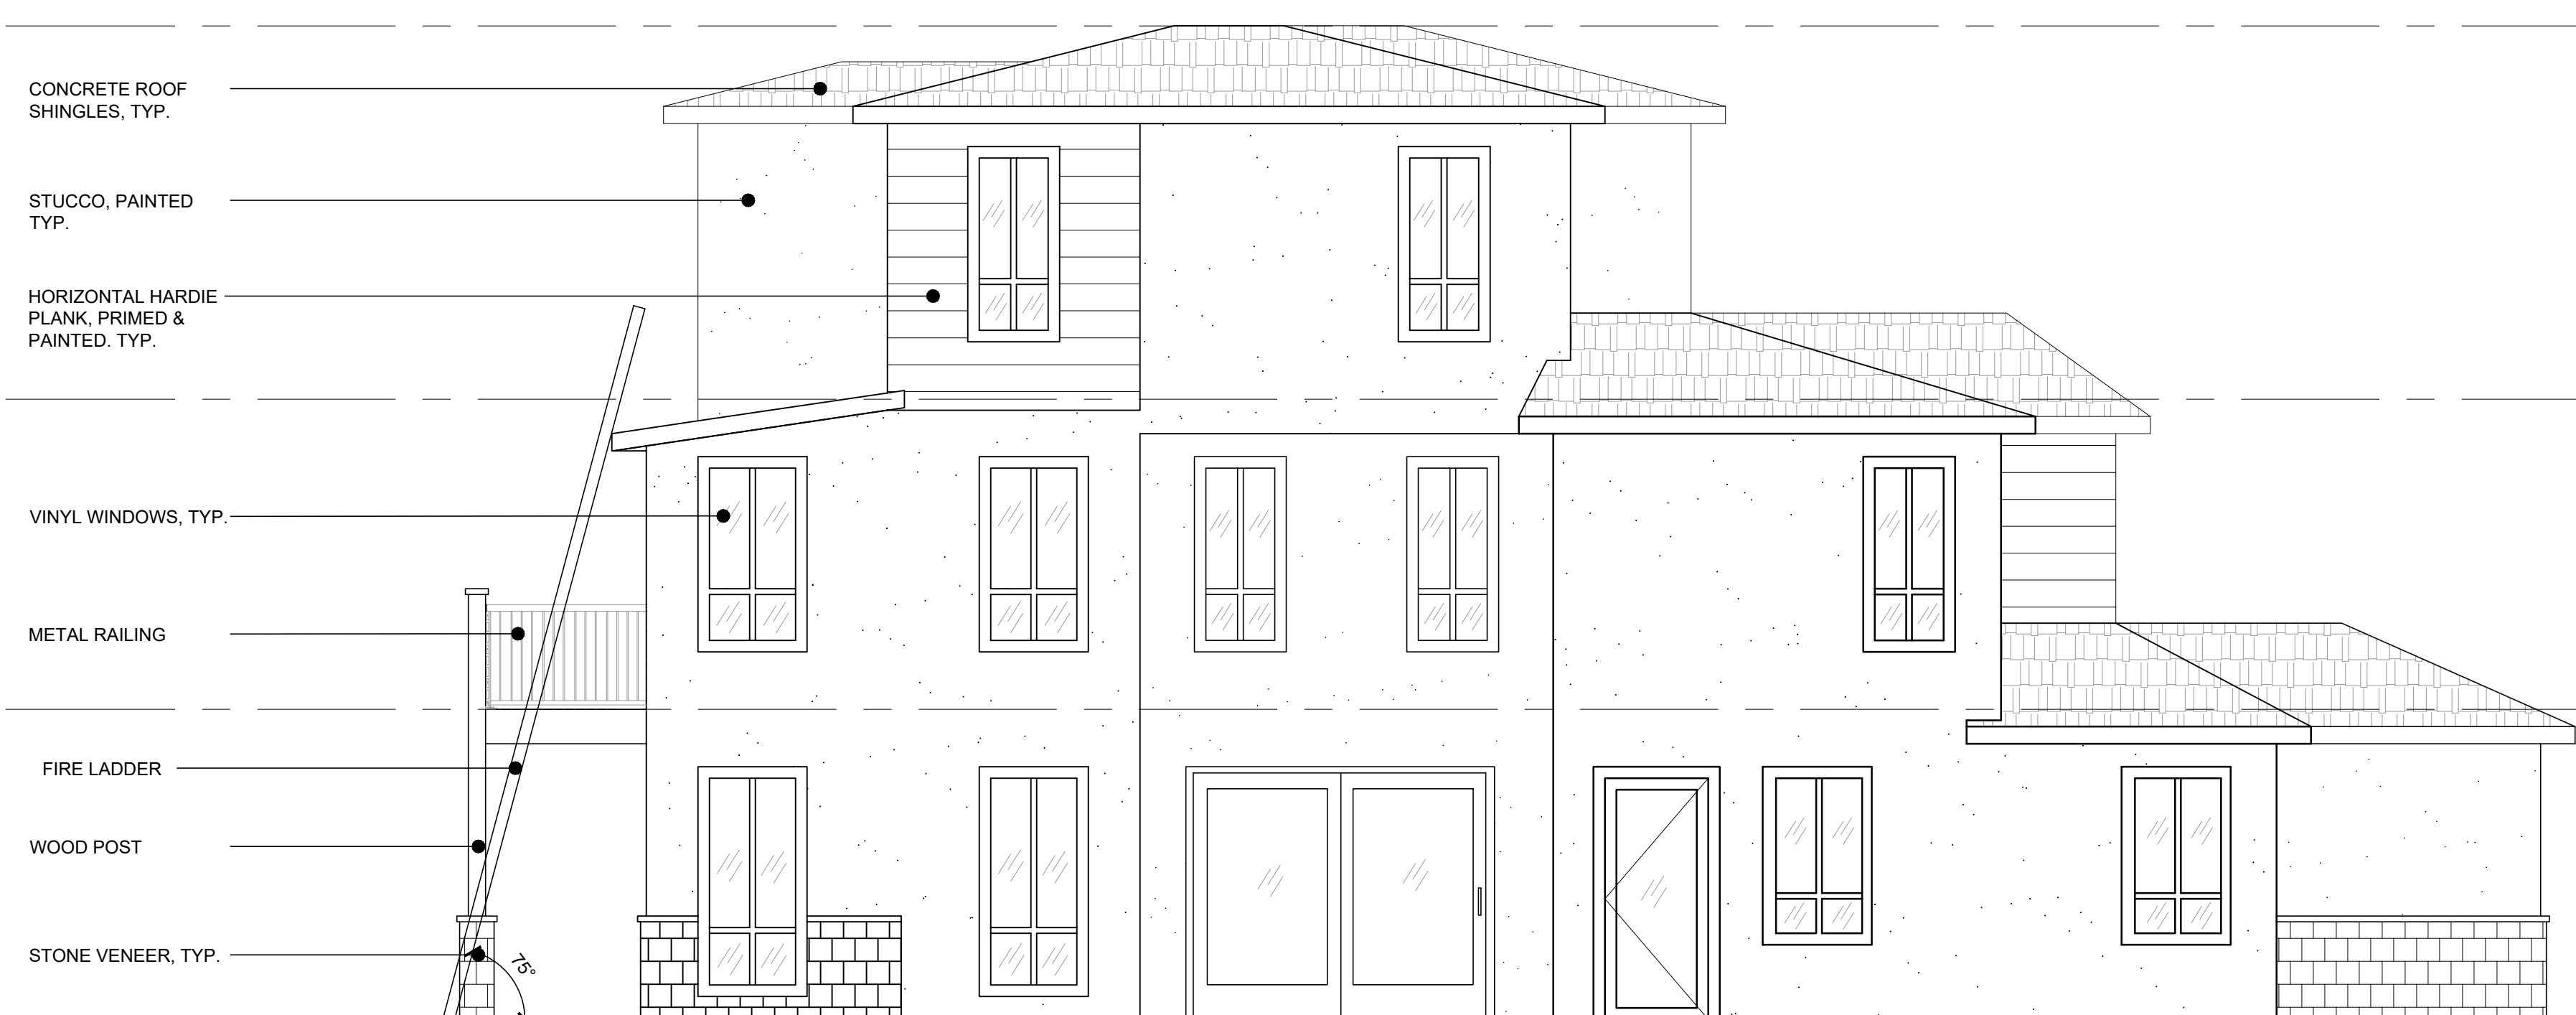 CONCRETE ROOF
SHINGLES, TYP.
STUCCO, PAINTED
TYP.
HORIZONTAL HARDIE
PLANK, PRIMED &
PAINTED. TYP.
VINYL WINDOWS, TYP.
METAL RAILING
FIRE LADDER
WOOD POST
STONE VENEER, TYP.
75°